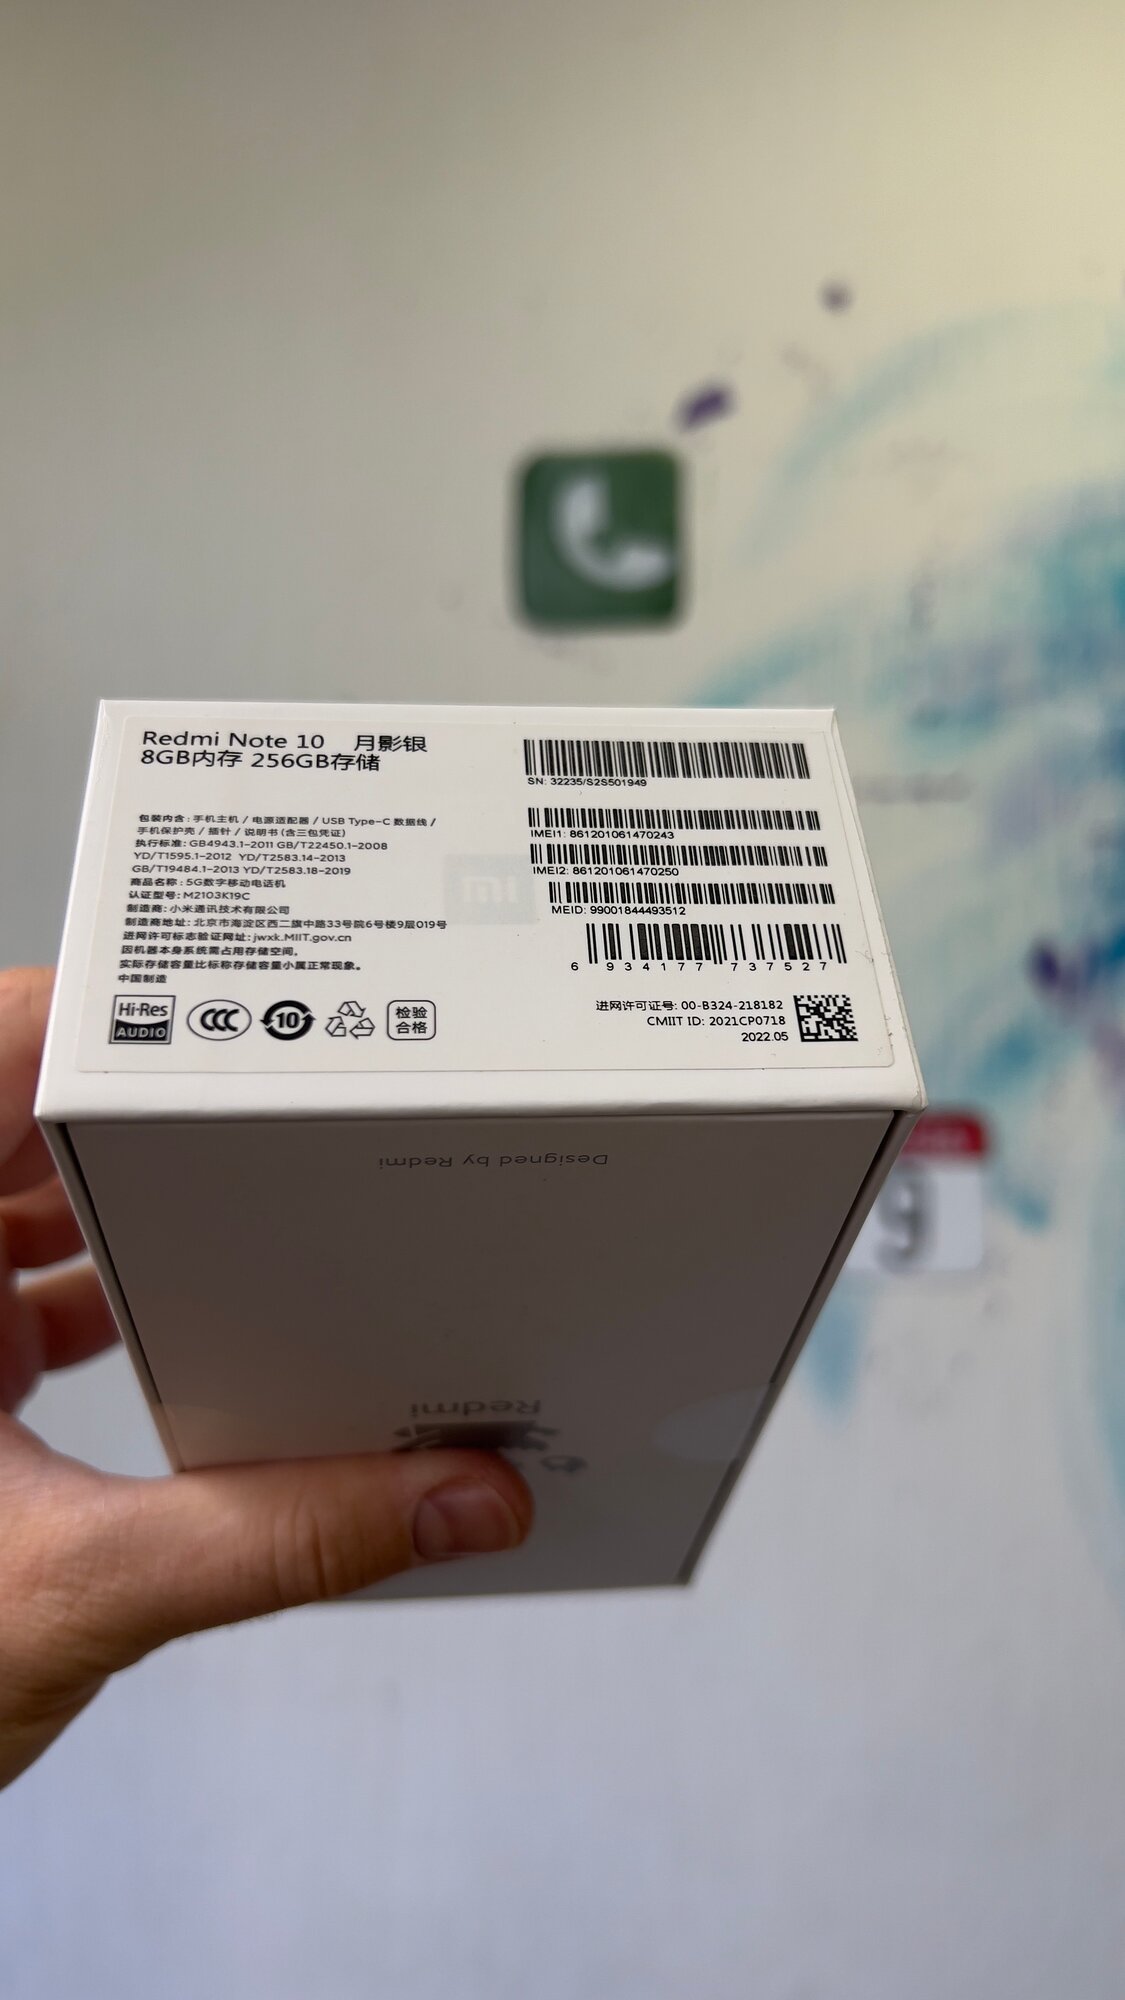 Redmi Note 10 月影银
8GB内存 256GB存储
包装内含: 手机主机 / 电源适配器 / USB Type-C 数据线 /
手机保护壳 / 插针 / 说明书(含三包凭证)
执行标准: GB4943.1-2011 GB/T22450.1-2008
YD/T1595.1-2012 YD/T2583.14-2013
GB/T19484.1-2013 YD/T2583.18-2019
商品名称: 5G数字移动电话机
认证型号: M2103K19C
制造商: 小米通讯技术有限公司
制造商地址: 北京市海淀区西二旗中路33号院6号楼9层019号
进网许可标志验证网址: jwxk.MIIT.gov.cn
因机器本身系统需占用存储空间,
实际存储容量比标称存储容量小属正常现象。
中国制造
Hi-Res
AUDIO
CCC
10
检验
合格
SN: 32235/S2S501949
IMEI1: 861201061470243
IMEI2: 861201061470250
MEID: 99001844493512
6 934177 737527
进网许可证号: 00-B324-218182
CMIIT ID: 2021CP0718
2022.05
mi
Designed by Redmi
Redmi
9